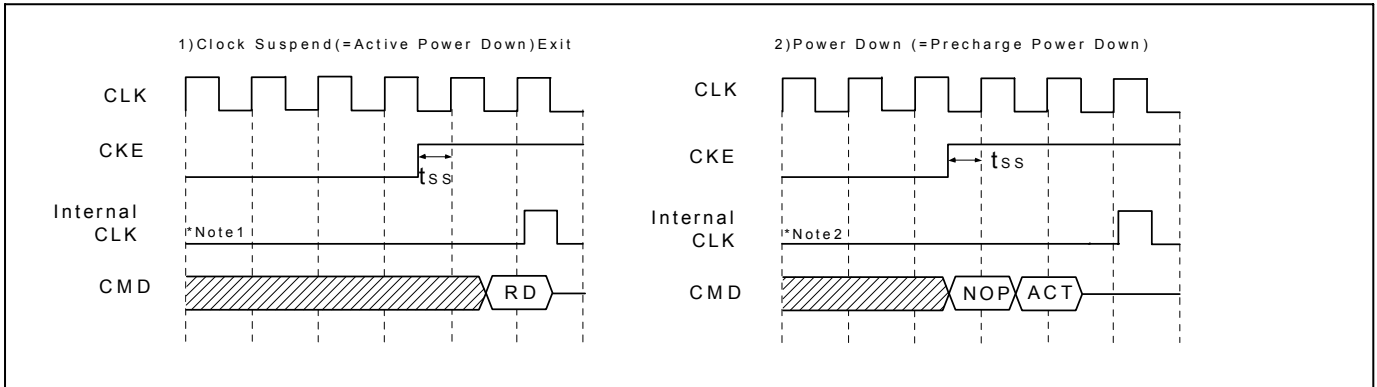 1)Clock Suspend(=Active Power Down)Exit
CLK
CKE
tss
Internal
CLK
*Note1
CMD
RD
2)Power Down (=Precharge Power Down)
CLK
CKE
tss
Internal
CLK
*Note2
CMD
NOP
ACT